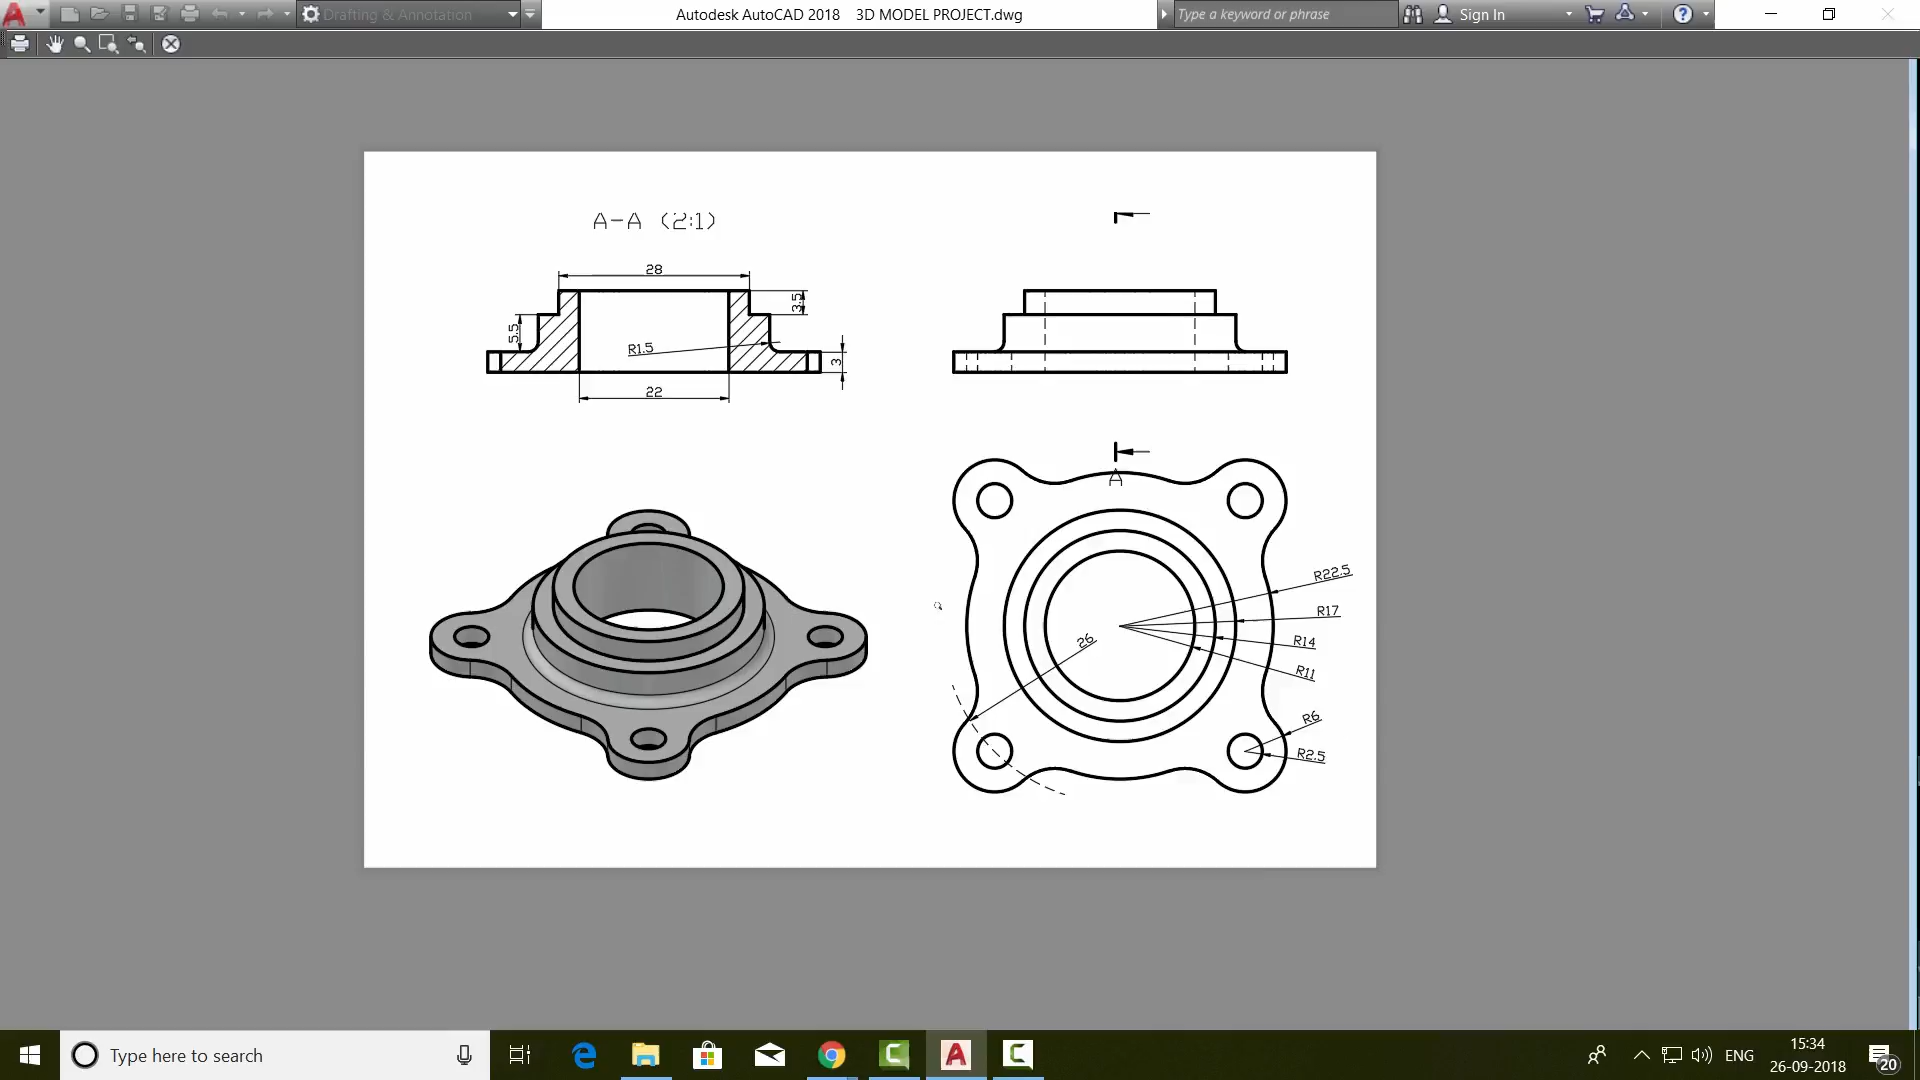 Drafting & Annotation
Autodesk AutoCAD 2018 3D MODEL PROJECT.dwg
Type a keyword or phrase
Sign In
A-A (2:1)
28
3.5
5.5
R1.5
3
22
A
R22.5
R17
26
R14
R11
R6
R2.5
Type here to search
ENG
15:34
26-09-2018
20